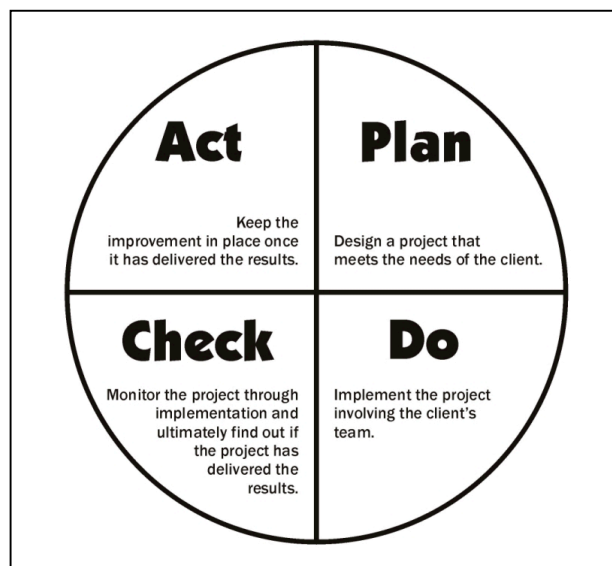 Act
Keep the
improvement in place once
it has delivered the results.
Plan
Design a project that
meets the needs of the client.
Check
Monitor the project through
implementation and
ultimately find out if
the project has
delivered the
results.
Do
Implement the project
involving the client's
team.